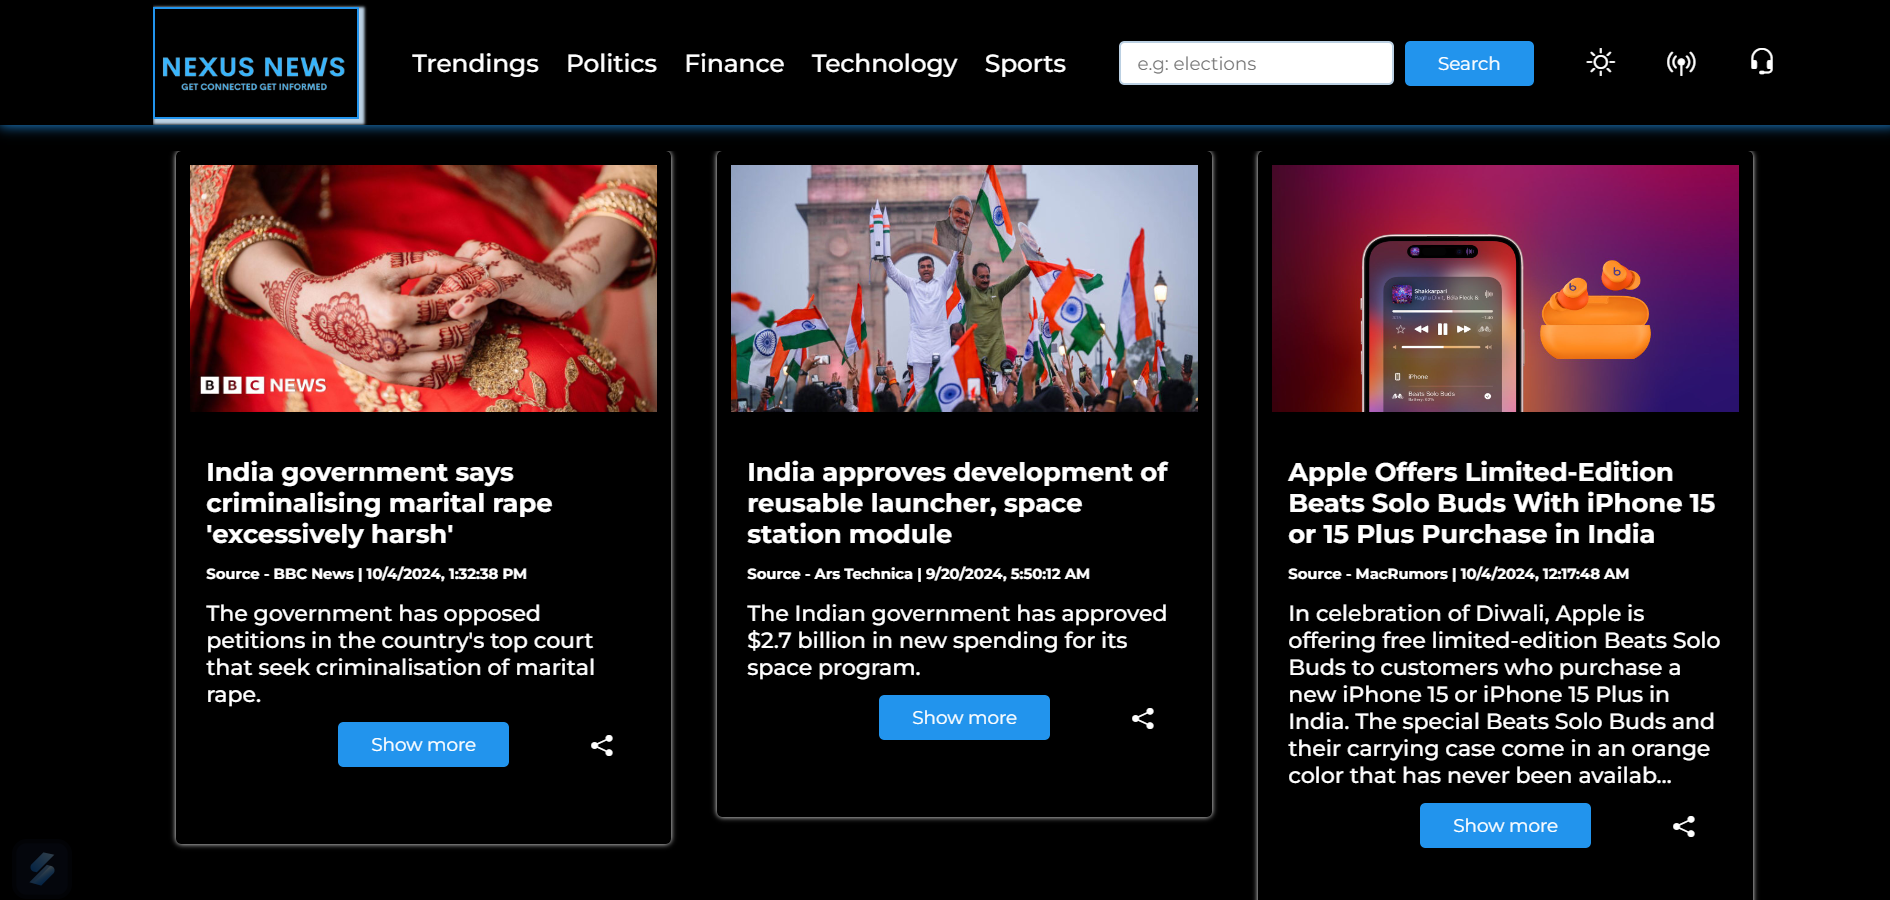 NEXUS NEWS
GET CONNECTED GET INFORMED
Trendings Politics Finance Technology Sports
e.g: elections
Search
BBC NEWS
India government says
criminalising marital rape
'excessively harsh'
Source - BBC News | 10/4/2024, 1:32:38 PM
The government has opposed
petitions in the country's top court
that seek criminalisation of marital
rape.
Show more
India approves development of
reusable launcher, space
station module
Source - Ars Technica | 9/20/2024, 5:50:12 AM
The Indian government has approved
$2.7 billion in new spending for its
space program.
Show more
Shakkarpari
iPhone
Beats Solo Buds
Apple Offers Limited-Edition
Beats Solo Buds With iPhone 15
or 15 Plus Purchase in India
Source - MacRumors | 10/4/2024, 12:17:48 AM
In celebration of Diwali, Apple is
offering free limited-edition Beats Solo
Buds to customers who purchase a
new iPhone 15 or iPhone 15 Plus in
India. The special Beats Solo Buds and
their carrying case come in an orange
color that has never been availab...
Show more